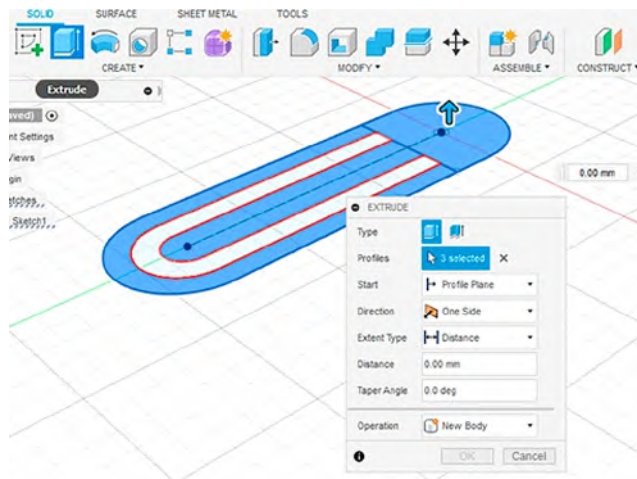 SOLID SURFACE SHEET METAL TOOLS
CREATE MODIFY ASSEMBLE CONSTRUCT
Extrude
aved)
nt Settings
Views
gin
etches
Sketch1
0.00 mm
EXTRUDE
Type
Profiles 3 selected
Start Profile Plane
Direction One Side
Extent Type Distance
Distance 0.00 mm
Taper Angle 0.0 deg
Operation New Body
OK Cancel